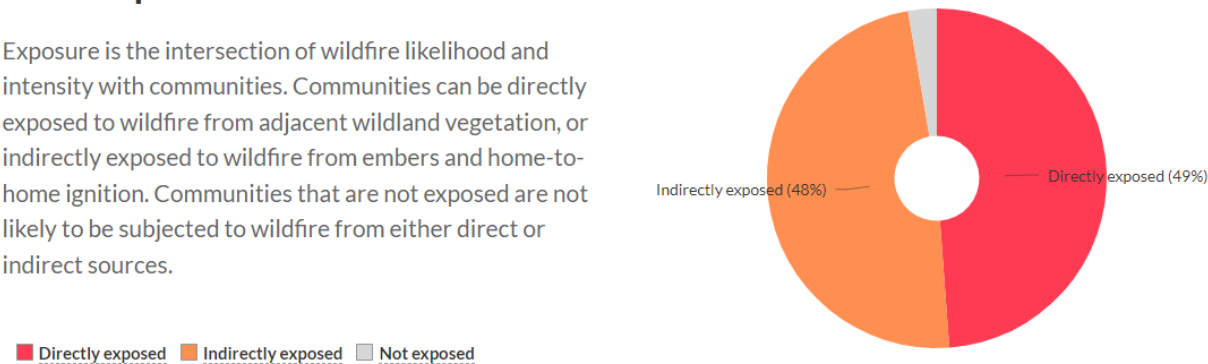 Exposure is the intersection of wildfire likelihood and
intensity with communities. Communities can be directly
exposed to wildfire from adjacent wildland vegetation, or
indirectly exposed to wildfire from embers and home-to-
home ignition. Communities that are not exposed are not
likely to be subjected to wildfire from either direct or
indirect sources.
Directly exposed Indirectly exposed Not exposed
Indirectly exposed (48%)
Directly exposed (49%)